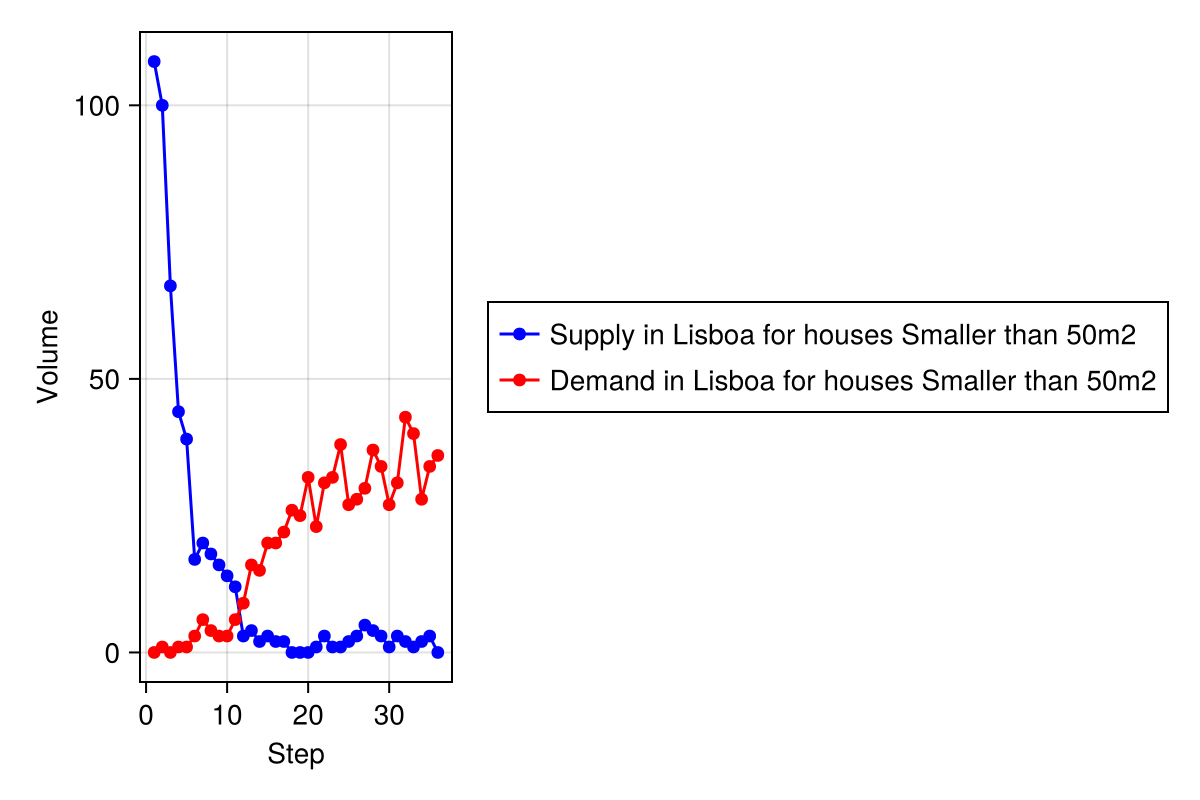 100
50
0
Volume
0 10 20 30
Step
Supply in Lisboa for houses Smaller than 50m2
Demand in Lisboa for houses Smaller than 50m2